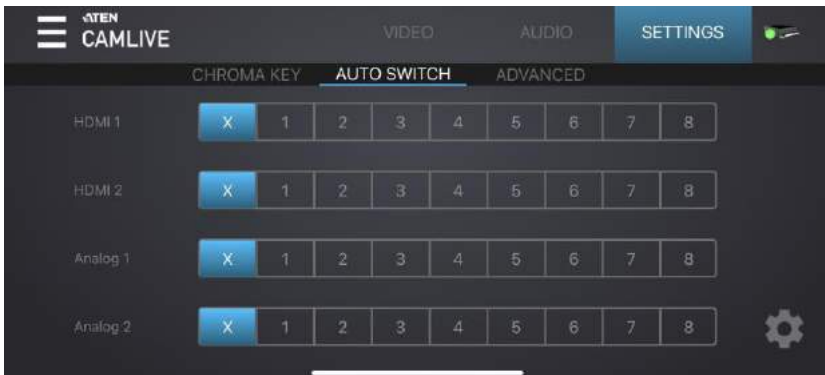 ATEN
CAMLIVE
VIDEO AUDIO SETTINGS
CHROMA KEY AUTO SWITCH ADVANCED
HDMI 1 X 1 2 3 4 5 6 7 8
HDMI 2 X 1 2 3 4 5 6 7 8
Analog 1 X 1 2 3 4 5 6 7 8
Analog 2 X 1 2 3 4 5 6 7 8